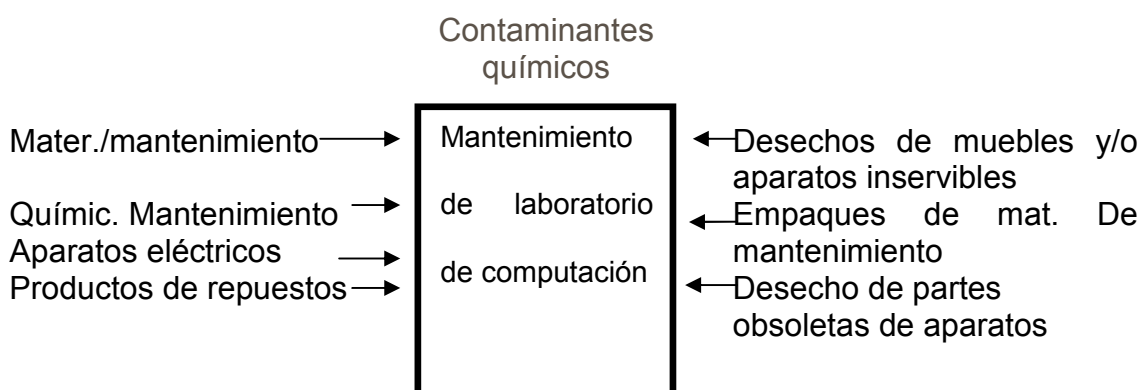 Contaminantes
químicos
Mater./mantenimiento
Químic. Mantenimiento
Aparatos eléctricos
Productos de repuestos
Mantenimiento
de laboratorio
de computación
Desechos de muebles y/o
aparatos inservibles
Empaques de mat. De
mantenimiento
Desecho de partes
obsoletas de aparatos